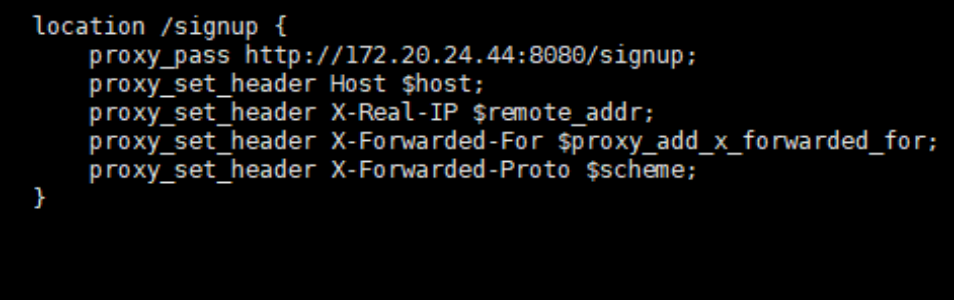 location /signup {
    proxy_pass http://172.20.24.44:8080/signup;
    proxy_set_header Host $host;
    proxy_set_header X-Real-IP $remote_addr;
    proxy_set_header X-Forwarded-For $proxy_add_x_forwarded_for;
    proxy_set_header X-Forwarded-Proto $scheme;
}